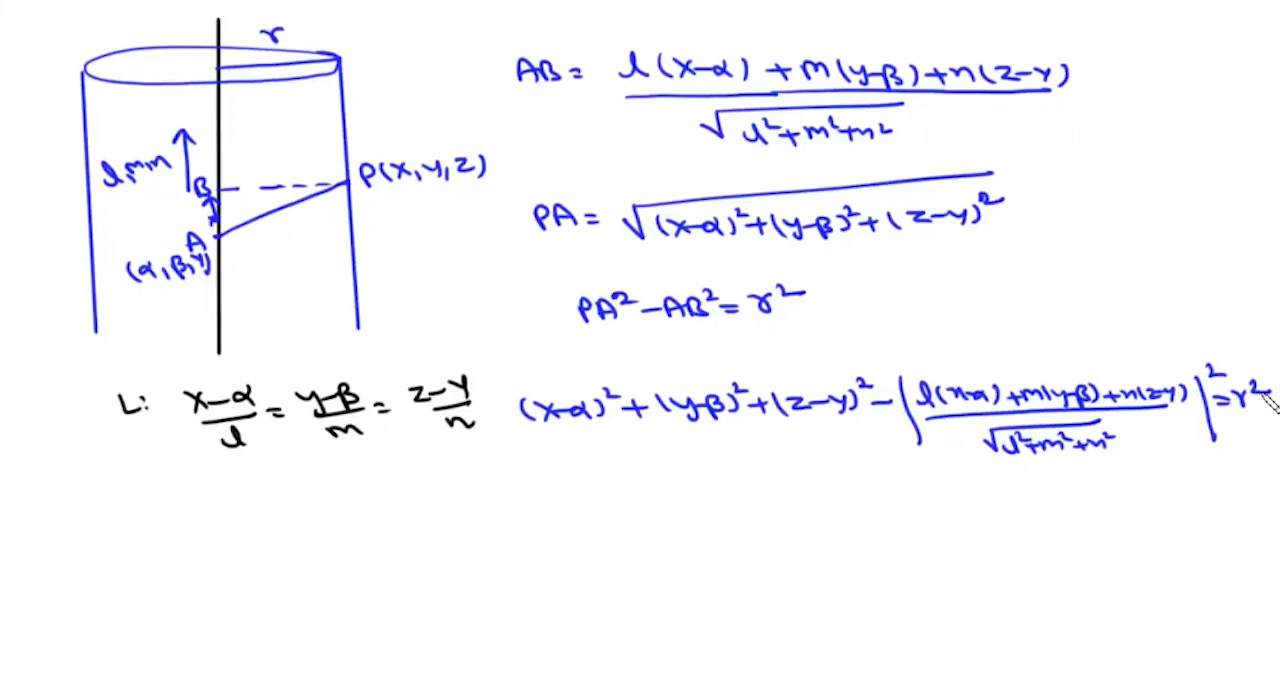 r
l,m,n
B
P(x,y,z)
A
(α,β,γ)
AB = l(x-α) + m(y-β) + n(z-γ) / √l²+m²+n²
PA = √(x-α)²+(y-β)²+(z-γ)²
PA² - AB² = r²
L: x-α/l = y-β/m = z-γ/n
(x-α)² + (y-β)² + (z-γ)² - (l(x-α)+m(y-β)+n(z-γ) / √l²+m²+n²)² = r²